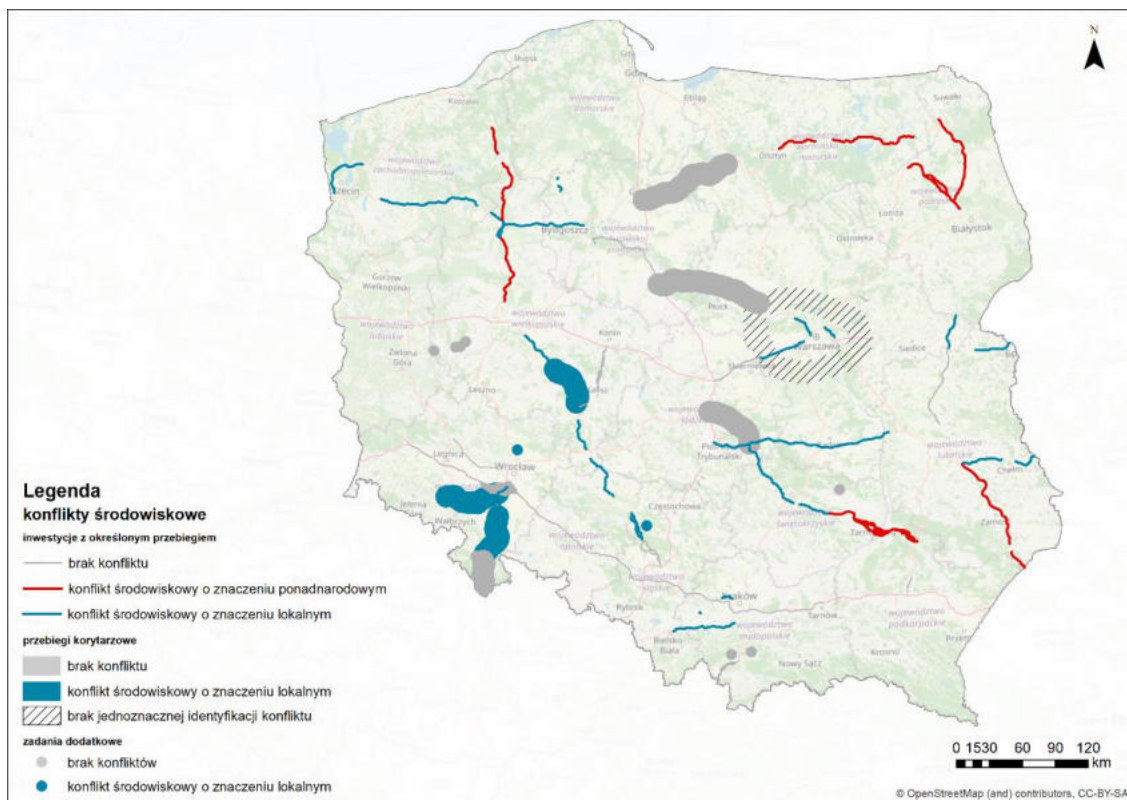 N
Słupsk
Koszalin
Elbląg
Suwałki
Olsztyn
Łomża
Białystok
Ostrołęka
Bydgoszcz
Gorzów
Wielkopolski
Płock
Warszawa
Siedlce
Konin
Zielona
Góra
Leszno
Legnica
Wrocław
Wałbrzych
Częstochowa
Chełm
Rybnik
Kraków
Tarnów
Bielsko
Biała
Nowy Sącz
Krosno
Legenda
konflikty środowiskowe
inwestycje z określonym przebiegiem
brak konfliktu
konflikt środowiskowy o znaczeniu ponadnarodowym
konflikt środowiskowy o znaczeniu lokalnym
przebiegi korytarzowe
brak konfliktu
konflikt środowiskowy o znaczeniu lokalnym
brak jednoznacznej identyfikacji konfliktu
zadania dodatkowe
brak konfliktów
konflikt środowiskowy o znaczeniu lokalnym
0 1530 60 90 120
km
© OpenStreetMap (and) contributors, CC-BY-SA